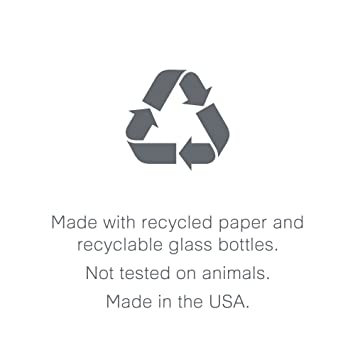 Made with recycled paper and
recyclable glass bottles.
Not tested on animals.
Made in the USA.